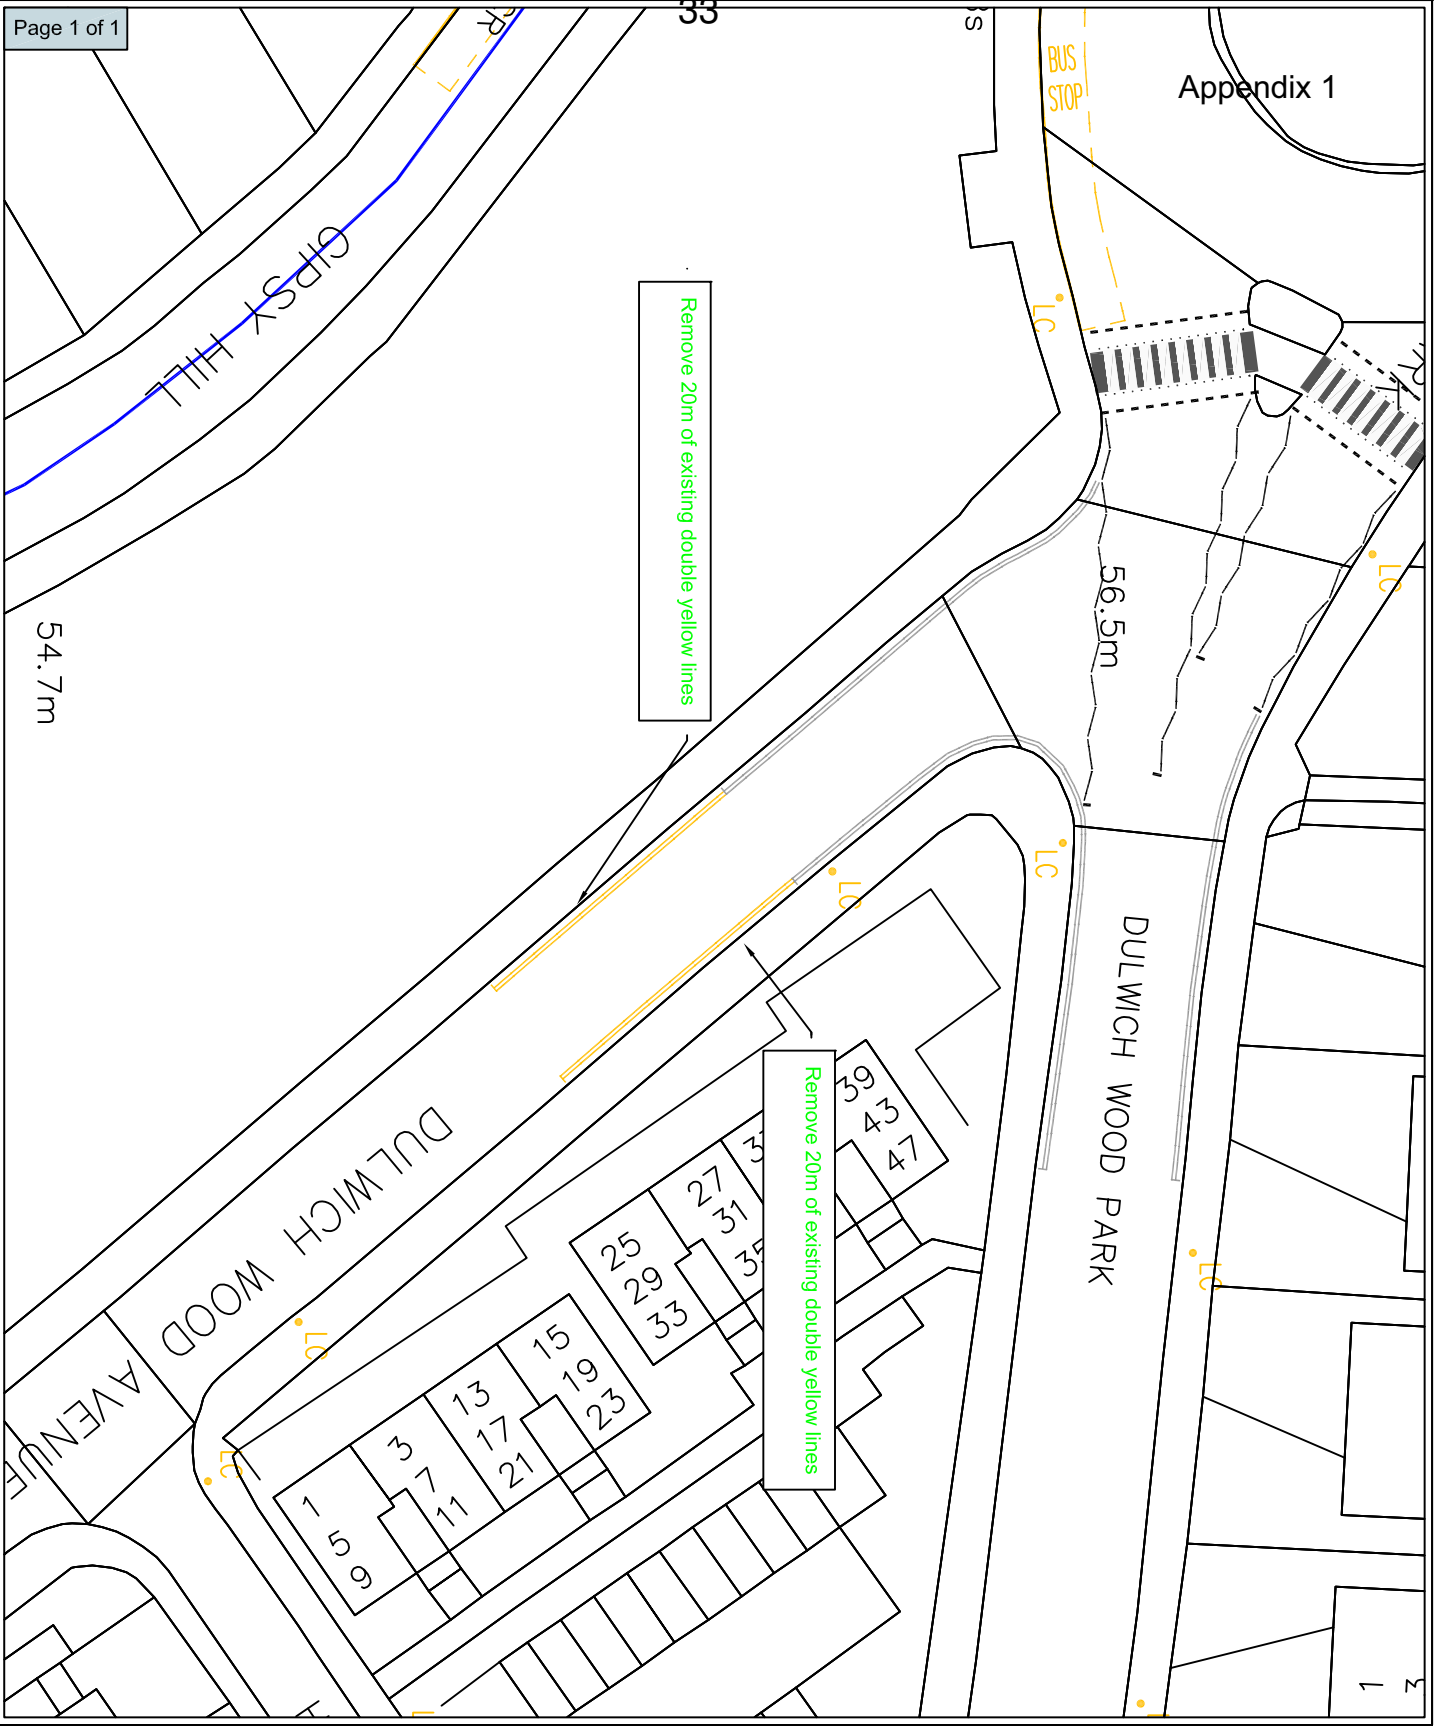 Page 1 of 1
33
Appendix 1
BUS
STOP
GIPSY HILL
LC
Remove 20m of existing double yellow lines
56.5m
LC
54.7m
LC
LC
DULWICH WOOD PARK
Remove 20m of existing double yellow lines
39
43
47
27
31
35
25
29
33
DULWICH WOOD AVENUE
LC
LC
LC
15
19
23
13
17
21
3
7
11
1
5
9
1
3